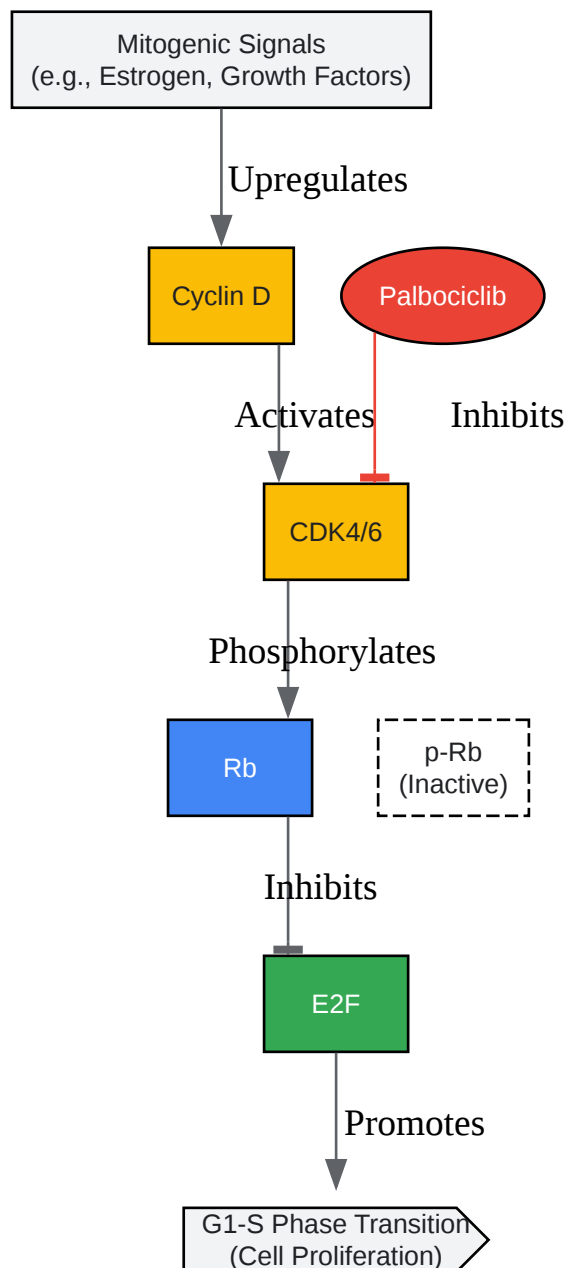 Mitogenic Signals
(e.g., Estrogen, Growth Factors)
Upregulates
Cyclin D
Palbociclib
Activates
Inhibits
CDK4/6
Phosphorylates
Rb
p-Rb
(Inactive)
Inhibits
E2F
Promotes
G1-S Phase Transition
(Cell Proliferation)